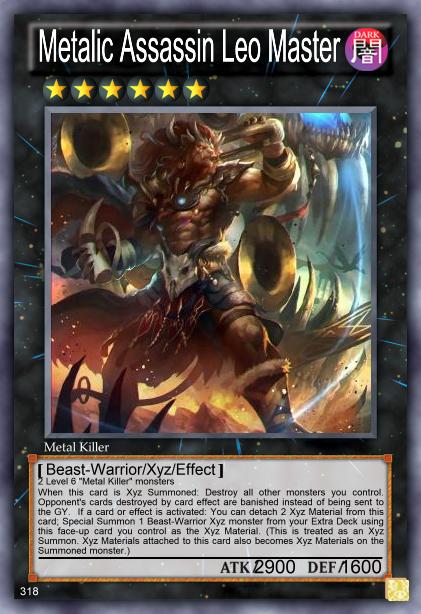 Metalic Assassin Leo Master
DARK
闇
Metal Killer
[ Beast-Warrior/Xyz/Effect ]
2 Level 6 "Metal Killer" monsters
When this card is Xyz Summoned: Destroy all other monsters you control.
Opponent's cards destroyed by card effect are banished instead of being sent
to the GY. If a card or effect is activated: You can detach 2 Xyz Material from this
card; Special Summon 1 Beast-Warrior Xyz monster from your Extra Deck using
this face-up card you control as the Xyz Material. (This is treated as an Xyz
Summon. Xyz Materials attached to this card also becomes Xyz Materials on the
Summoned monster.)
ATK/2900 DEF/1600
318